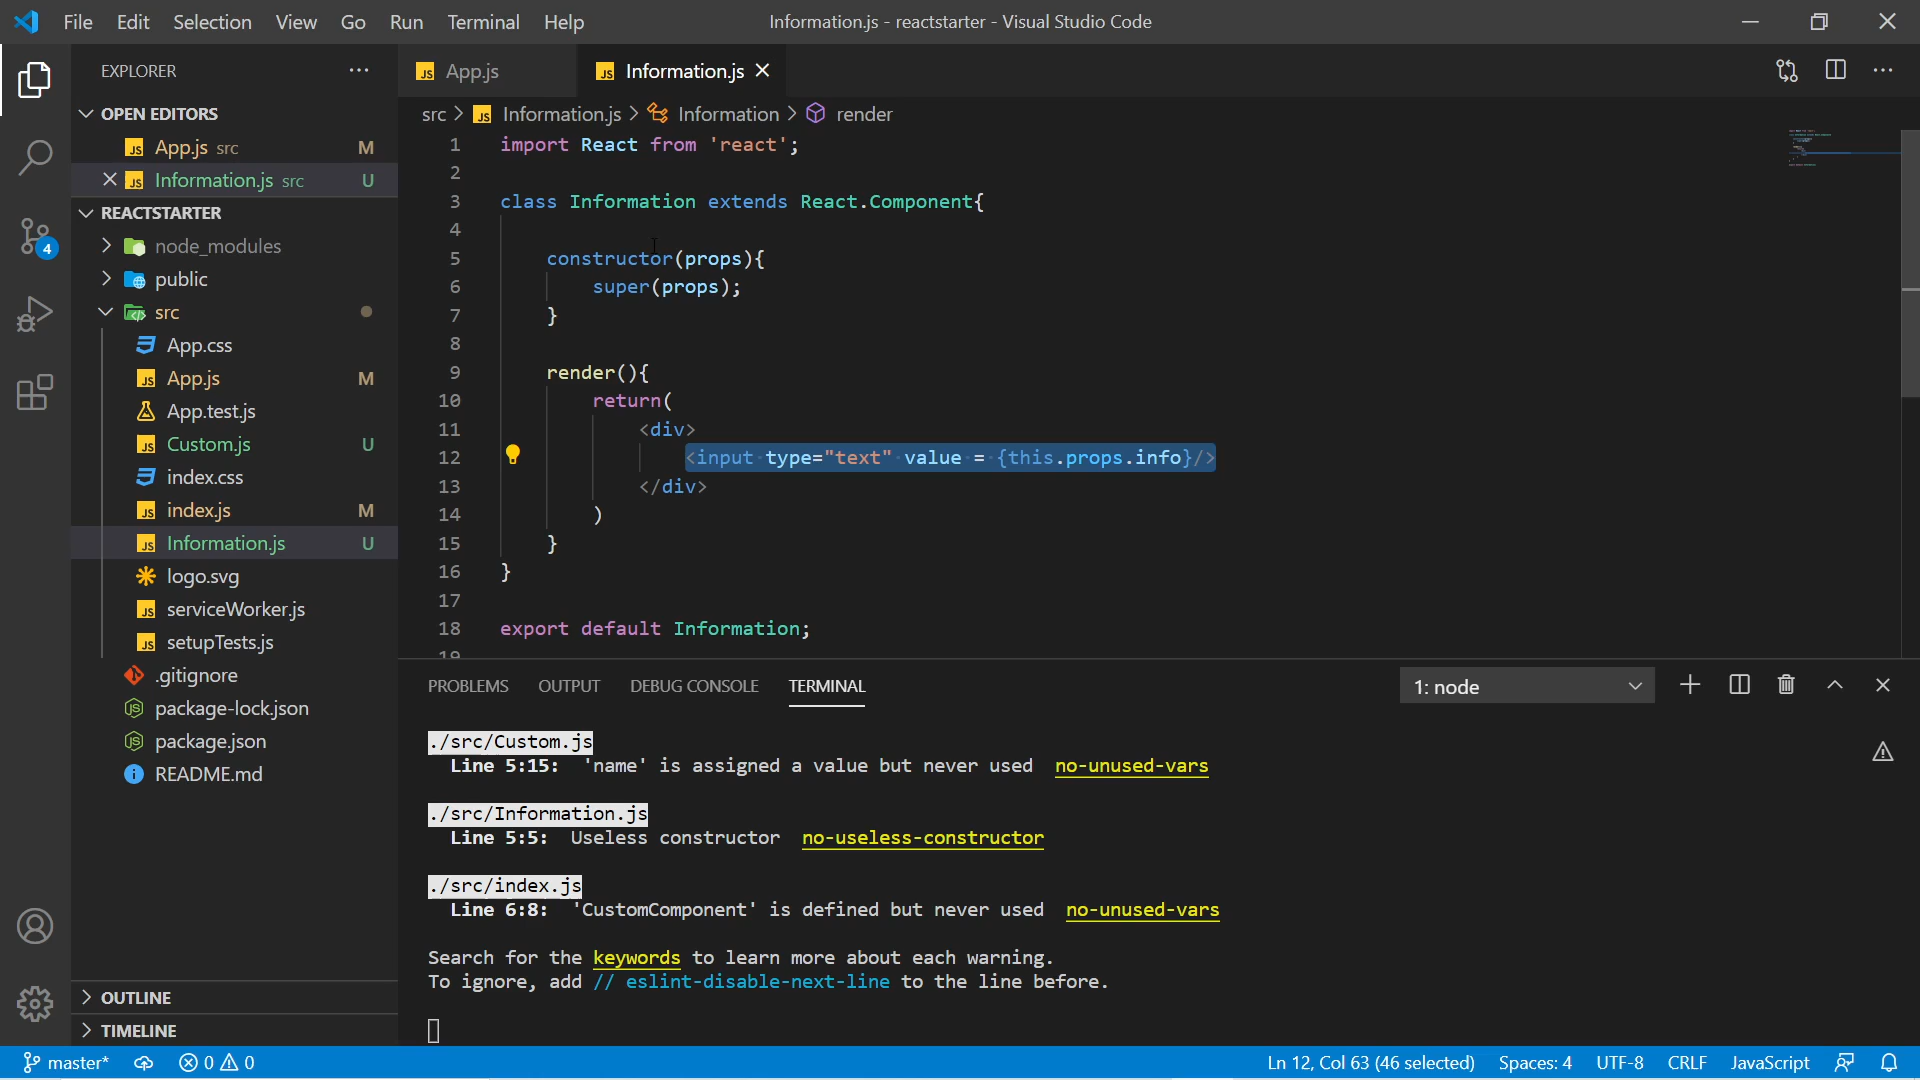 File Edit Selection View Go Run Terminal Help
Information.js - reactstarter - Visual Studio Code
EXPLORER
OPEN EDITORS
App.js src M
Information.js src U
REACTSTARTER
node_modules
public
src
App.css
App.js M
App.test.js
Custom.js U
index.css
index.js M
Information.js U
logo.svg
serviceWorker.js
setupTests.js
.gitignore
package-lock.json
package.json
README.md
OUTLINE
TIMELINE
4
App.js
Information.js
src > Information.js > Information > render
1 import React from 'react';
2
3 class Information extends React.Component{
4
5 constructor(props){
6 super(props);
7 }
8
9 render(){
10 return(
11 <div>
12 <input type="text" value = {this.props.info}/>
13 </div>
14 )
15 }
16 }
17
18 export default Information;
19
PROBLEMS OUTPUT DEBUG CONSOLE TERMINAL
1: node
./src/Custom.js
Line 5:15: 'name' is assigned a value but never used no-unused-vars
./src/Information.js
Line 5:5: Useless constructor no-useless-constructor
./src/index.js
Line 6:8: 'CustomComponent' is defined but never used no-unused-vars
Search for the keywords to learn more about each warning.
To ignore, add // eslint-disable-next-line to the line before.
master* 0 0
Ln 12, Col 63 (46 selected) Spaces: 4 UTF-8 CRLF JavaScript